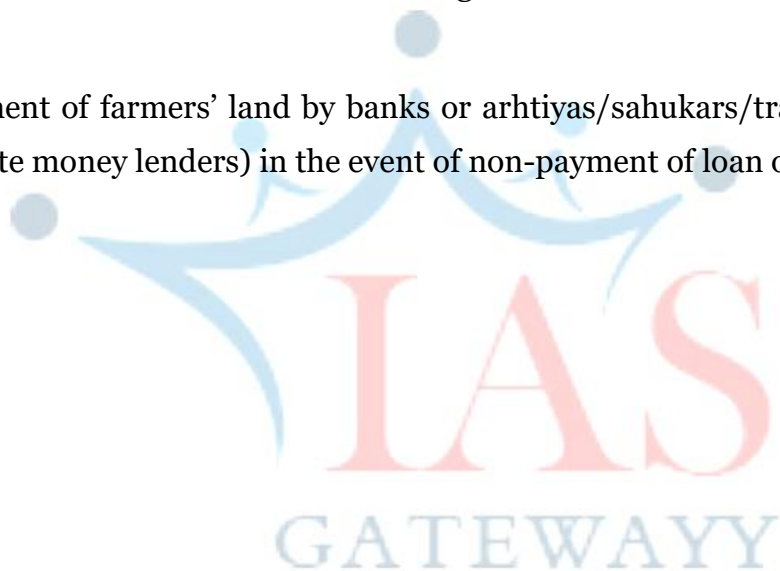 ent of farmers’ land by banks or arhtiyas/sahukars/tra
te money lenders) in the event of non-payment of loan o
IAS
GATEWAYY